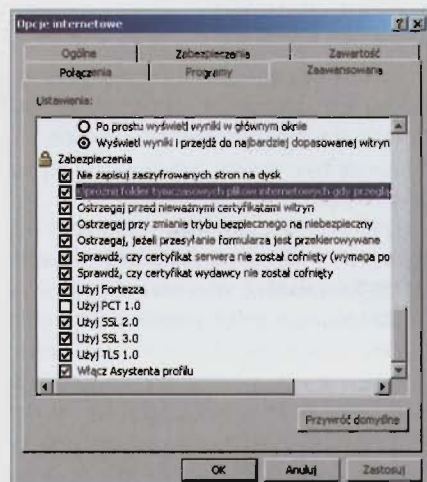 Opcje internetowe
Ogólne Zabezpieczenia Zawartość
Połączenia Programy Zaawansowane
Ustawienia:
Po prostu wyświetl wyniki w głównym oknie
Wyświetl wyniki i przejdź do najbardziej dopasowanej witryn
Zabezpieczenia
Nie zapisuj zaszyfrowanych stron na dysk
Opróżnij folder tymczasowych plików internetowych gdy przeglą
Ostrzegaj przed nieważnymi certyfikatami witryn
Ostrzegaj przy zmianie trybu bezpiecznego na niebezpieczny
Ostrzegaj, jeżeli przesyłanie formularza jest przekierowywane
Sprawdź, czy certyfikat serwera nie został cofnięty (wymaga po
Sprawdź, czy certyfikat wydawcy nie został cofnięty
Użyj Fortezza
Użyj PCT 1.0
Użyj SSL 2.0
Użyj SSL 3.0
Użyj TLS 1.0
Włącz Asystenta profilu
Przywróć domyślne
OK Anuluj Zastosuj